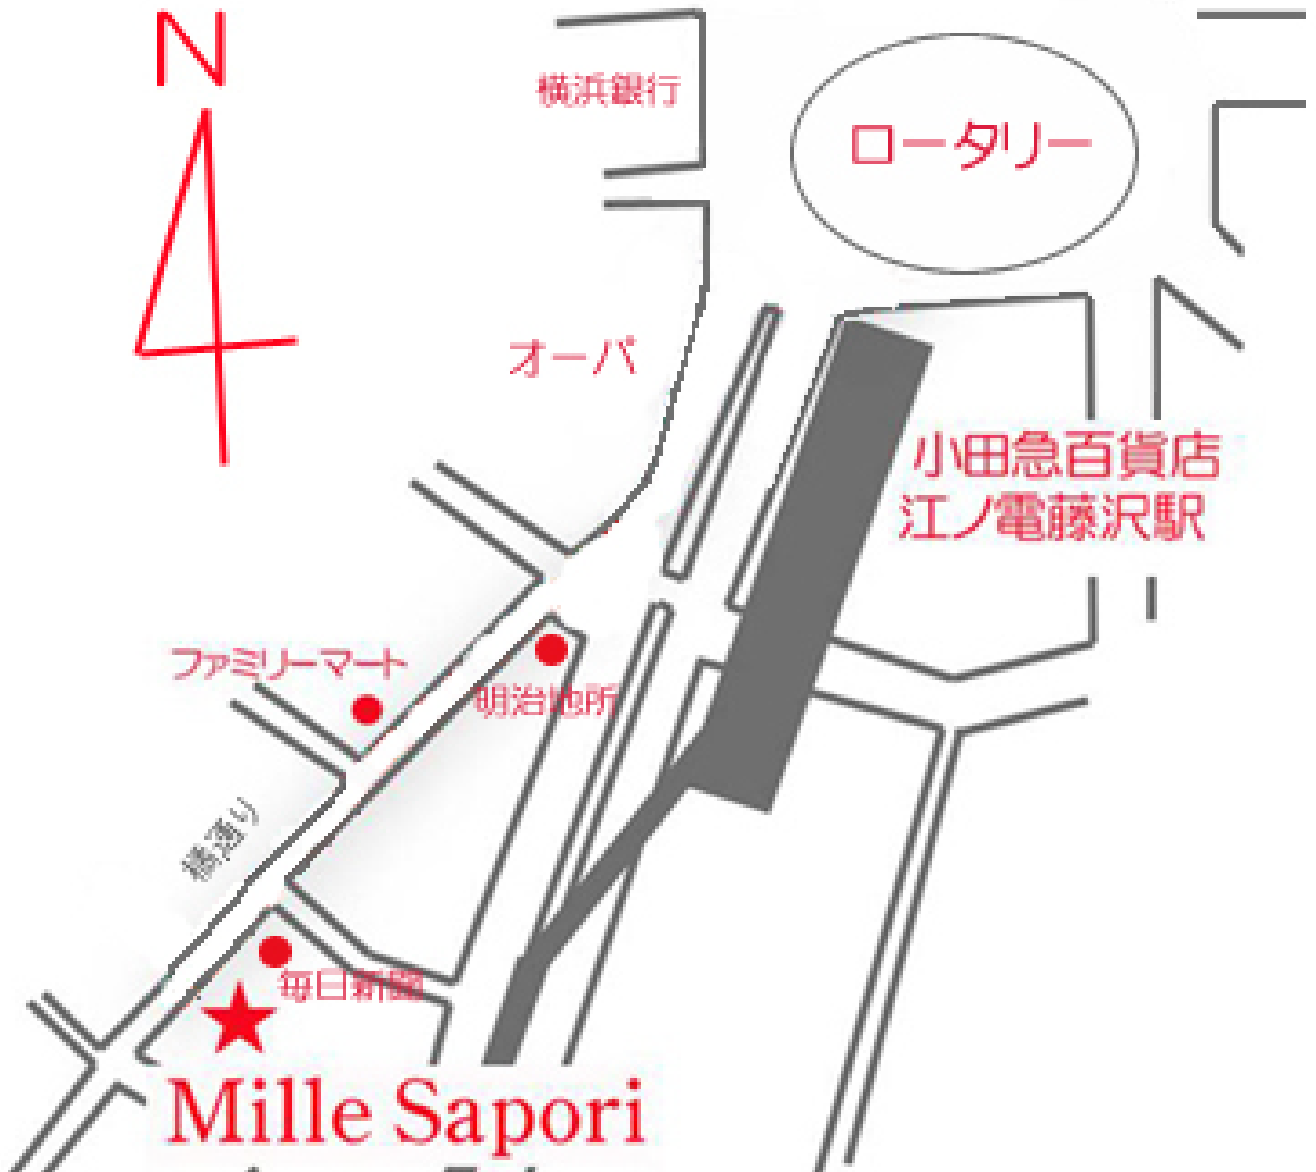 N
横浜銀行
ロータリー
オーパ
小田急百貨店
江ノ電藤沢駅
ファミリーマート
明治地所
橘通り
毎日新聞
Mille Sapori